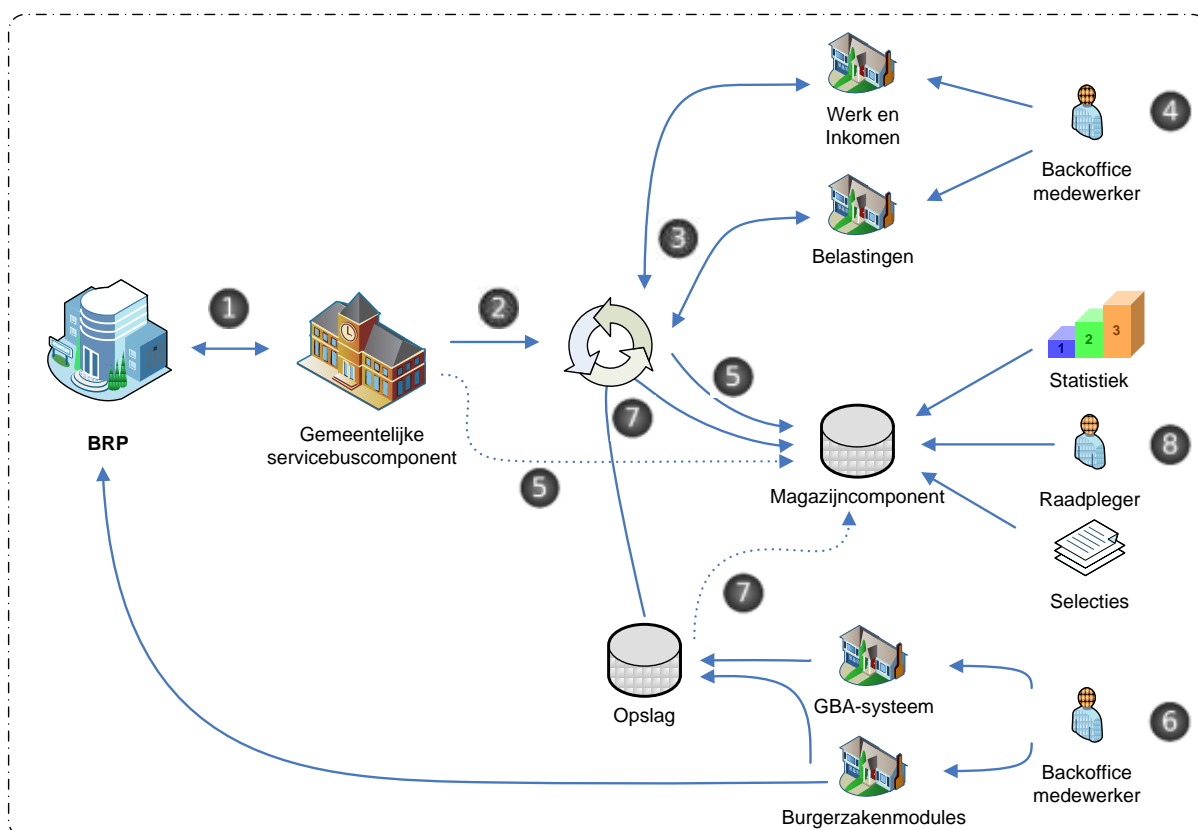 Werk en
Inkomen
4
Backoffice
medewerker
3
Belastingen
1
2
1
2
3
Statistiek
5
7
BRP
Gemeentelijke
servicebuscomponent
8
5
Magazijncomponent
Raadpleger
7
Selecties
Opslag
GBA-systeem
6
Backoffice
medewerker
Burgerzakenmodules